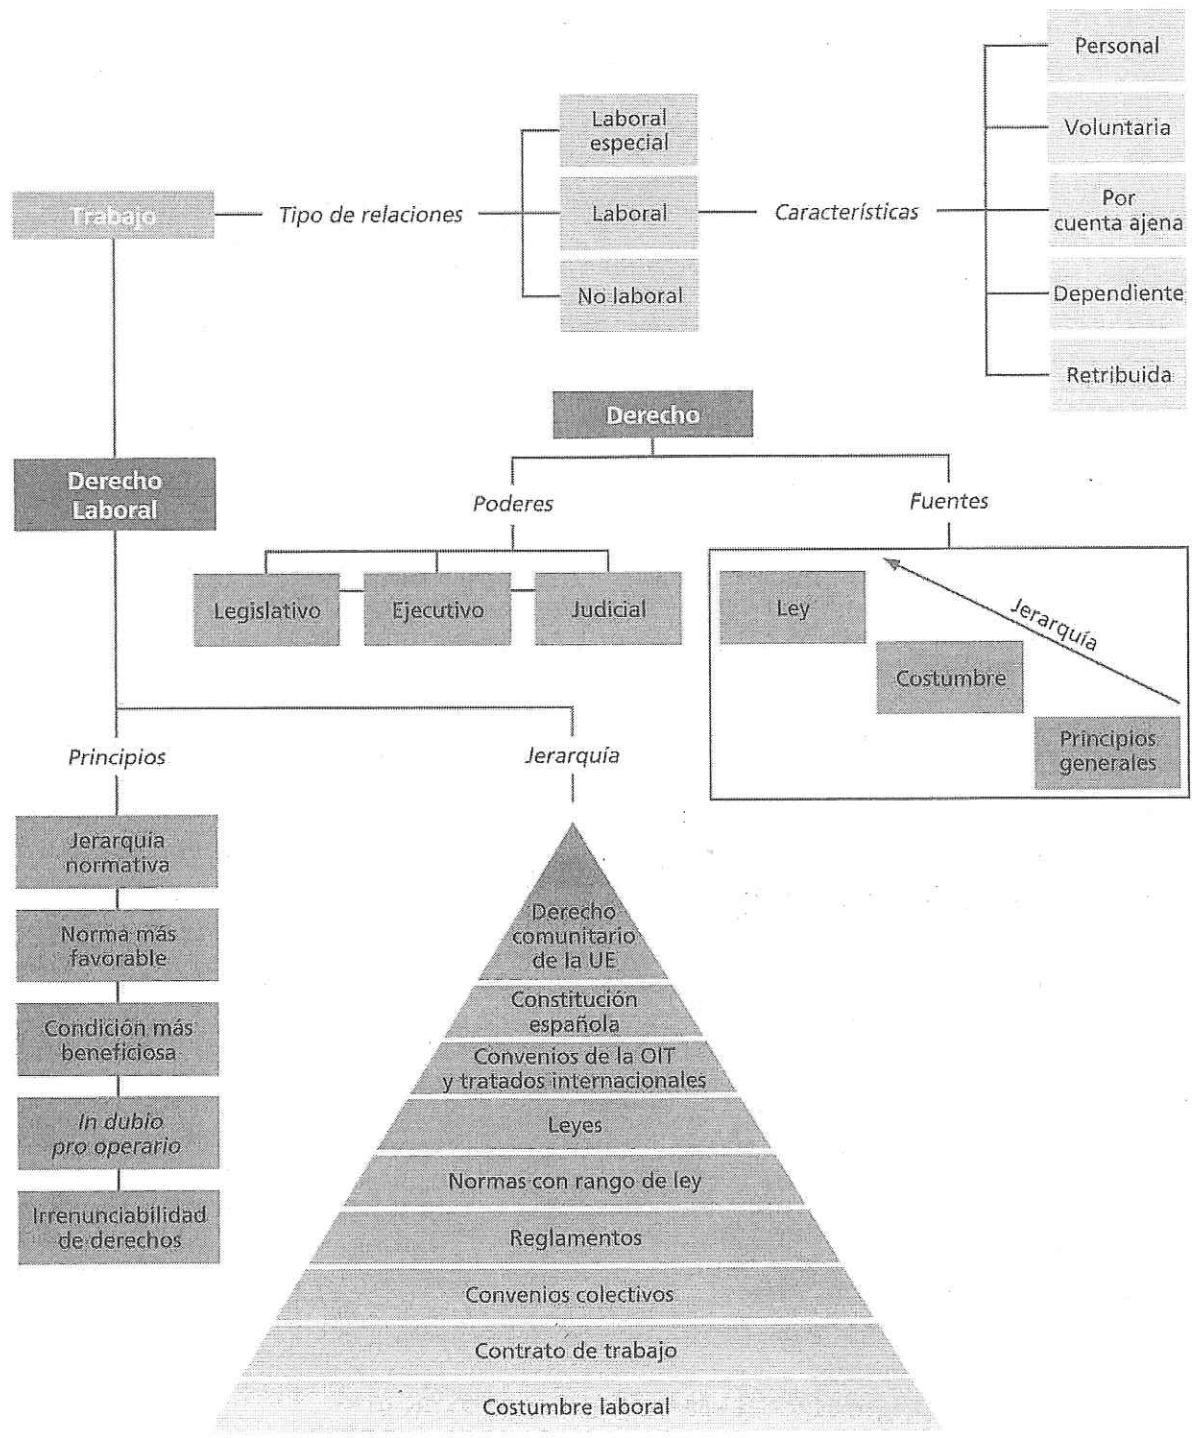 Personal
Laboral
especial
Voluntaria
Trabajo
Tipo de relaciones
Laboral
Características
Por
cuenta ajena
No laboral
Dependiente
Retribuida
Derecho
Derecho
Laboral
Poderes
Fuentes
Legislativo
Ejecutivo
Judicial
Ley
Jerarquía
Costumbre
Principios
generales
Principios
Jerarquía
Jerarquía
normativa
Norma más
favorable
Condición más
beneficiosa
In dubio
pro operario
Irrenunciabilidad
de derechos
Derecho
comunitario
de la UE
Constitución
española
Convenios de la OIT
y tratados internacionales
Leyes
Normas con rango de ley
Reglamentos
Convenios colectivos
Contrato de trabajo
Costumbre laboral